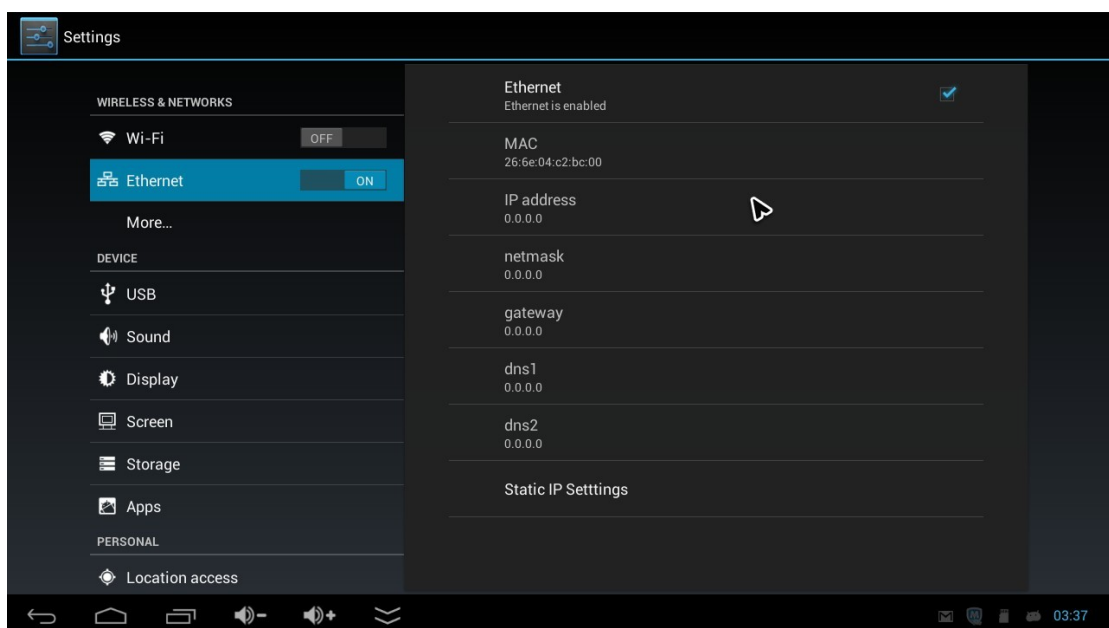 Settings
WIRELESS & NETWORKS
Wi-Fi OFF
Ethernet ON
More...
DEVICE
USB
Sound
Display
Screen
Storage
Apps
PERSONAL
Location access
Ethernet
Ethernet is enabled
MAC
26:6e:04:c2:bc:00
IP address
0.0.0.0
netmask
0.0.0.0
gateway
0.0.0.0
dns1
0.0.0.0
dns2
0.0.0.0
Static IP Setttings
03:37